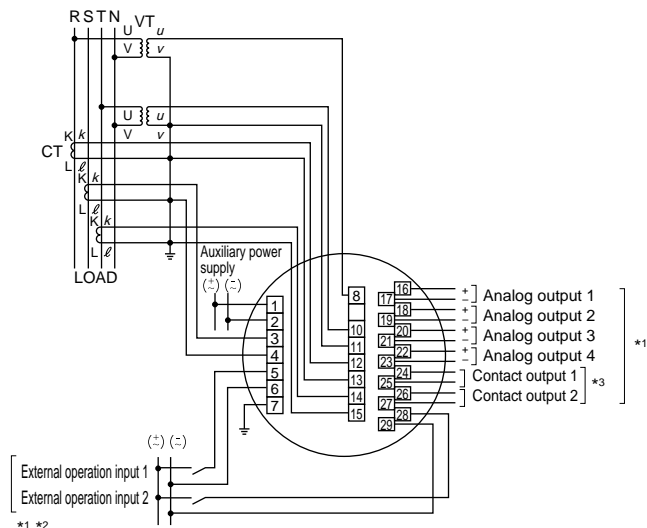 R S T N
VT
U u
V v
U u
V v
CT
K k
L ℓ
K k
L ℓ
K k
L ℓ
LOAD
Auxiliary power
supply
(+∼) (-∼)
1
2
3
4
5
6
7
8
10
11
12
13
14
15
16
17
18
19
20
21
22
23
24
25
26
27
28
29
+
− Analog output 1
+
− Analog output 2
+
− Analog output 3
+
− Analog output 4
Contact output 1
Contact output 2
*3
*1
(+∼) (-∼)
External operation input 1
External operation input 2
*1 *2